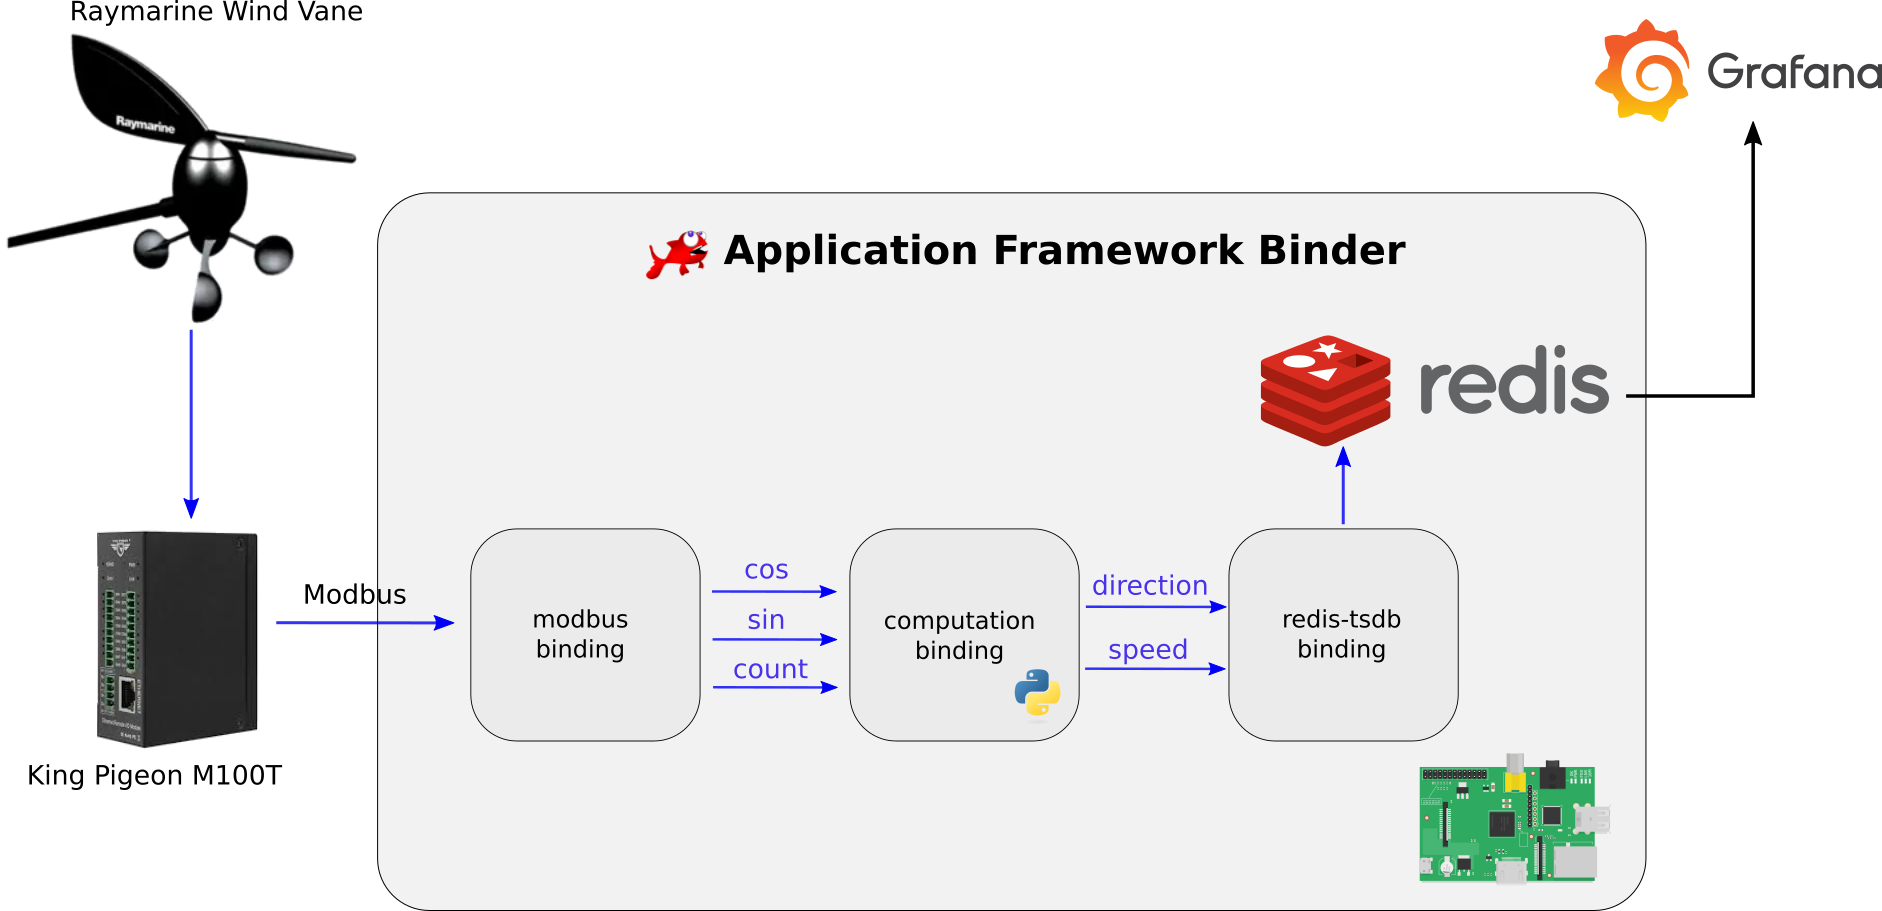 Raymarine Wind Vane
Raymarine
Grafana
Application Framework Binder
redis
Modbus
modbus
binding
cos
sin
count
computation
binding
direction
speed
redis-tsdb
binding
King Pigeon M100T